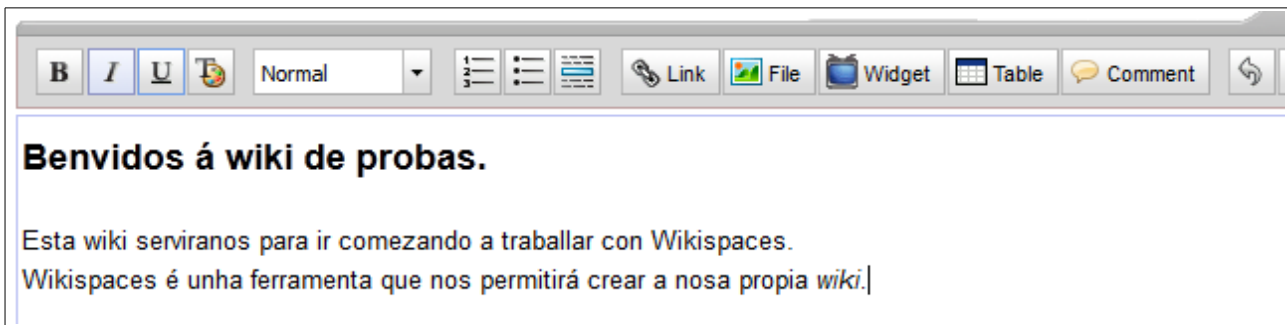 B I U T Normal Link File Widget Table Comment
Benvidos á wiki de probas.
Esta wiki serviranos para ir comezando a traballar con Wikispaces.
Wikispaces é unha ferramenta que nos permitirá crear a nosa propia wiki.